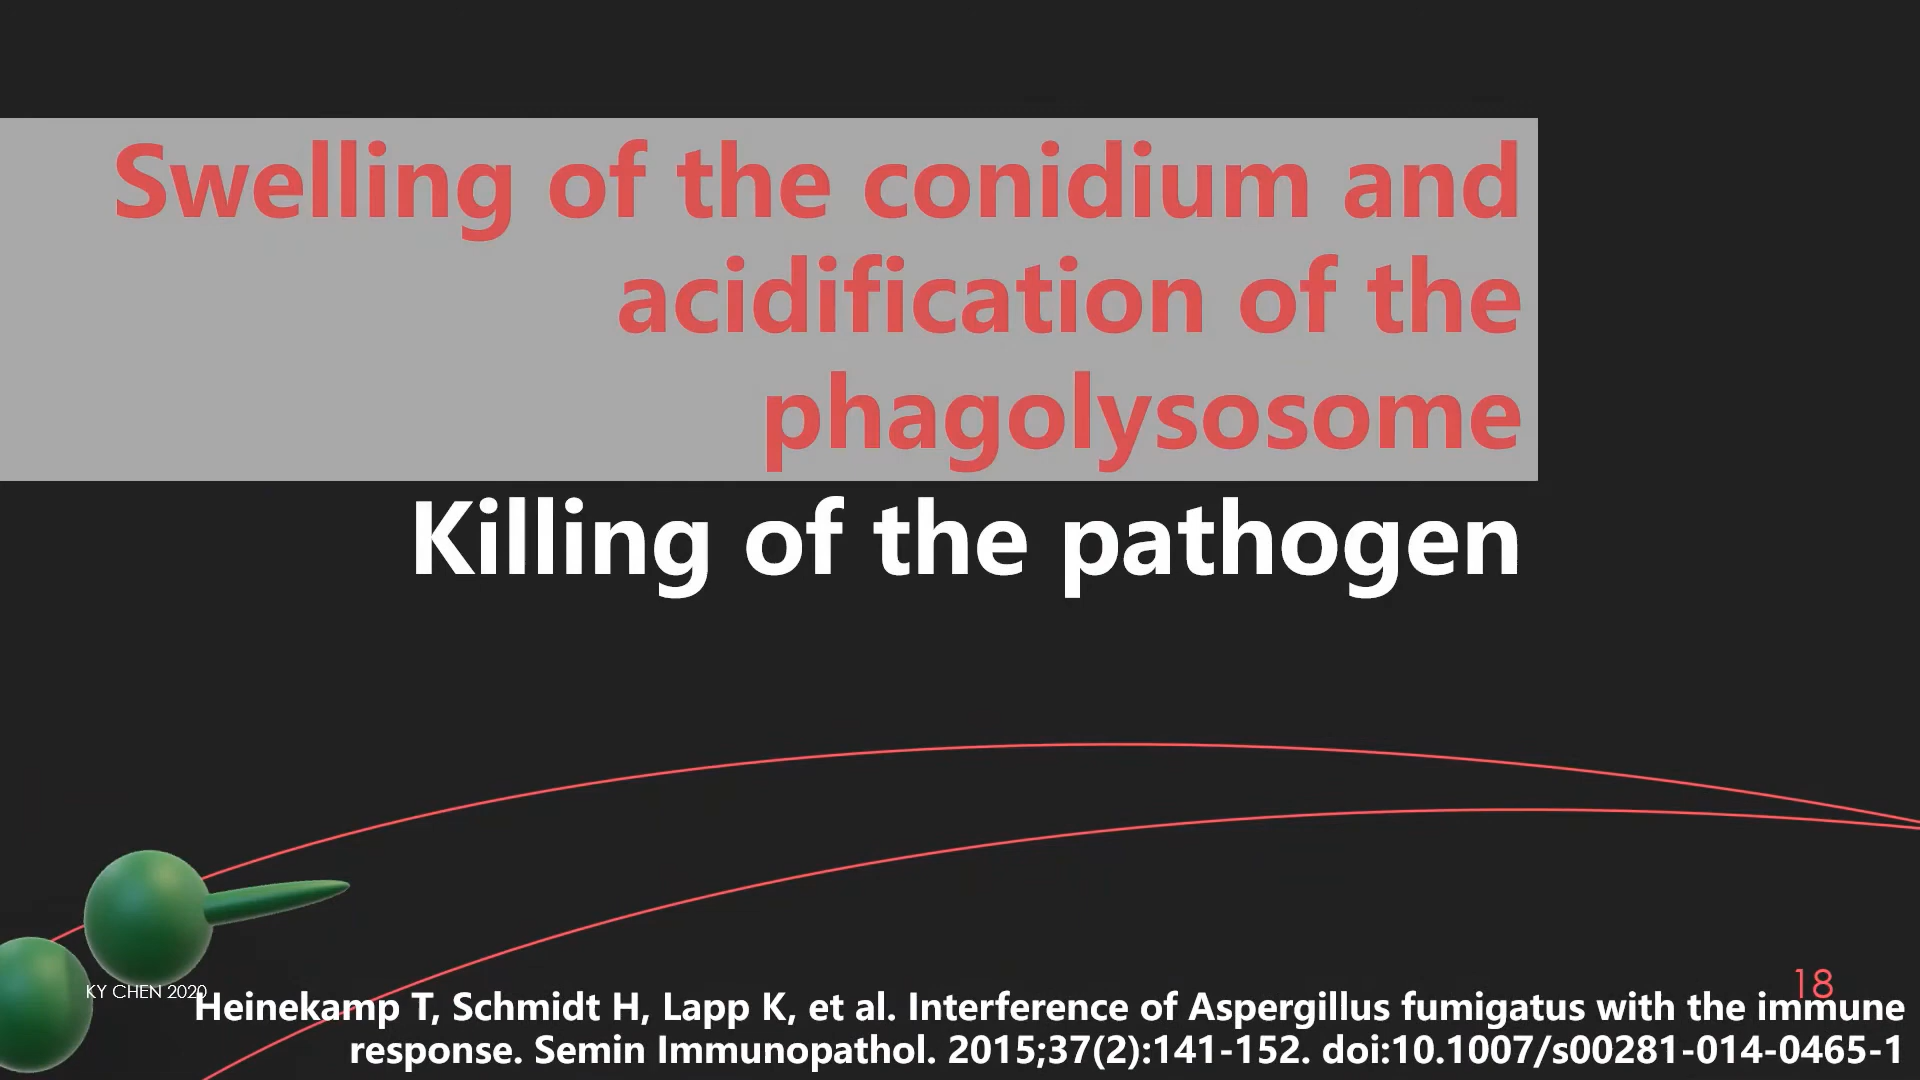 Swelling of the conidium and
acidification of the
phagolysosome
Killing of the pathogen
KY CHEN 2020
18
Heinekamp T, Schmidt H, Lapp K, et al. Interference of Aspergillus fumigatus with the immune
response. Semin Immunopathol. 2015;37(2):141-152. doi:10.1007/s00281-014-0465-1